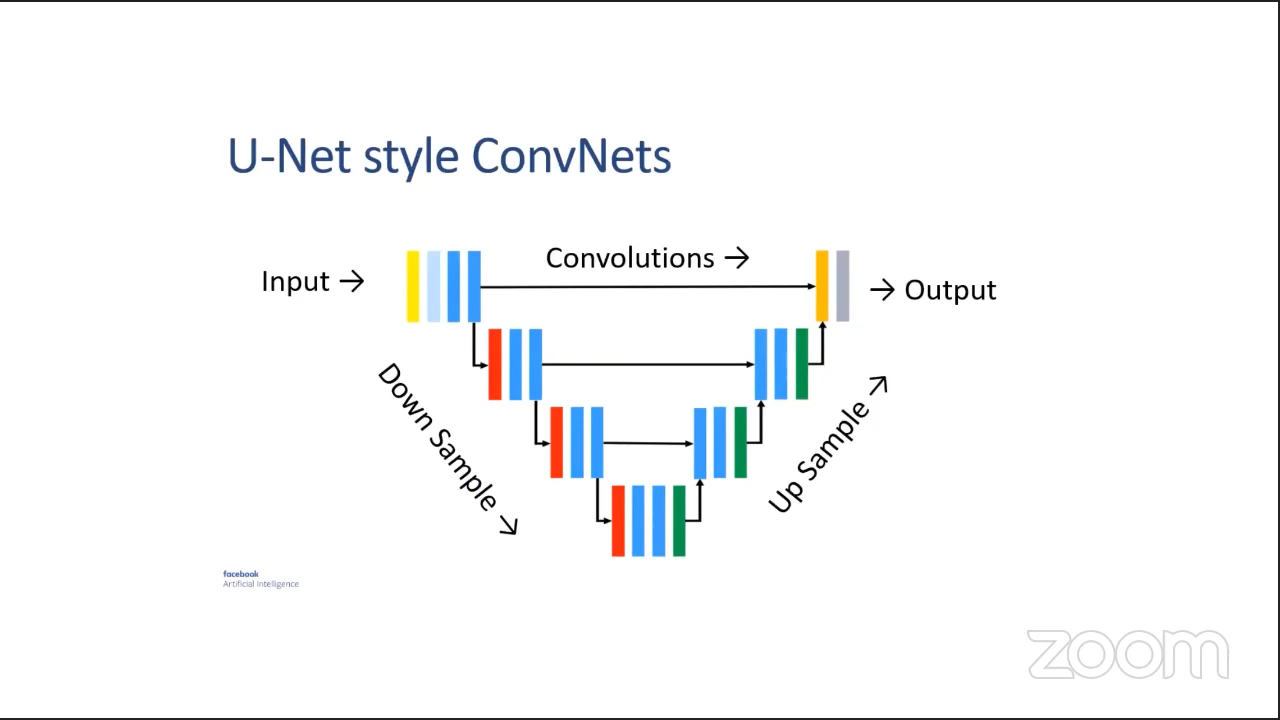 U-Net style ConvNets
Input →
Convolutions →
→ Output
Down Sample →
Up Sample →
facebook
Artificial Intelligence
zoom